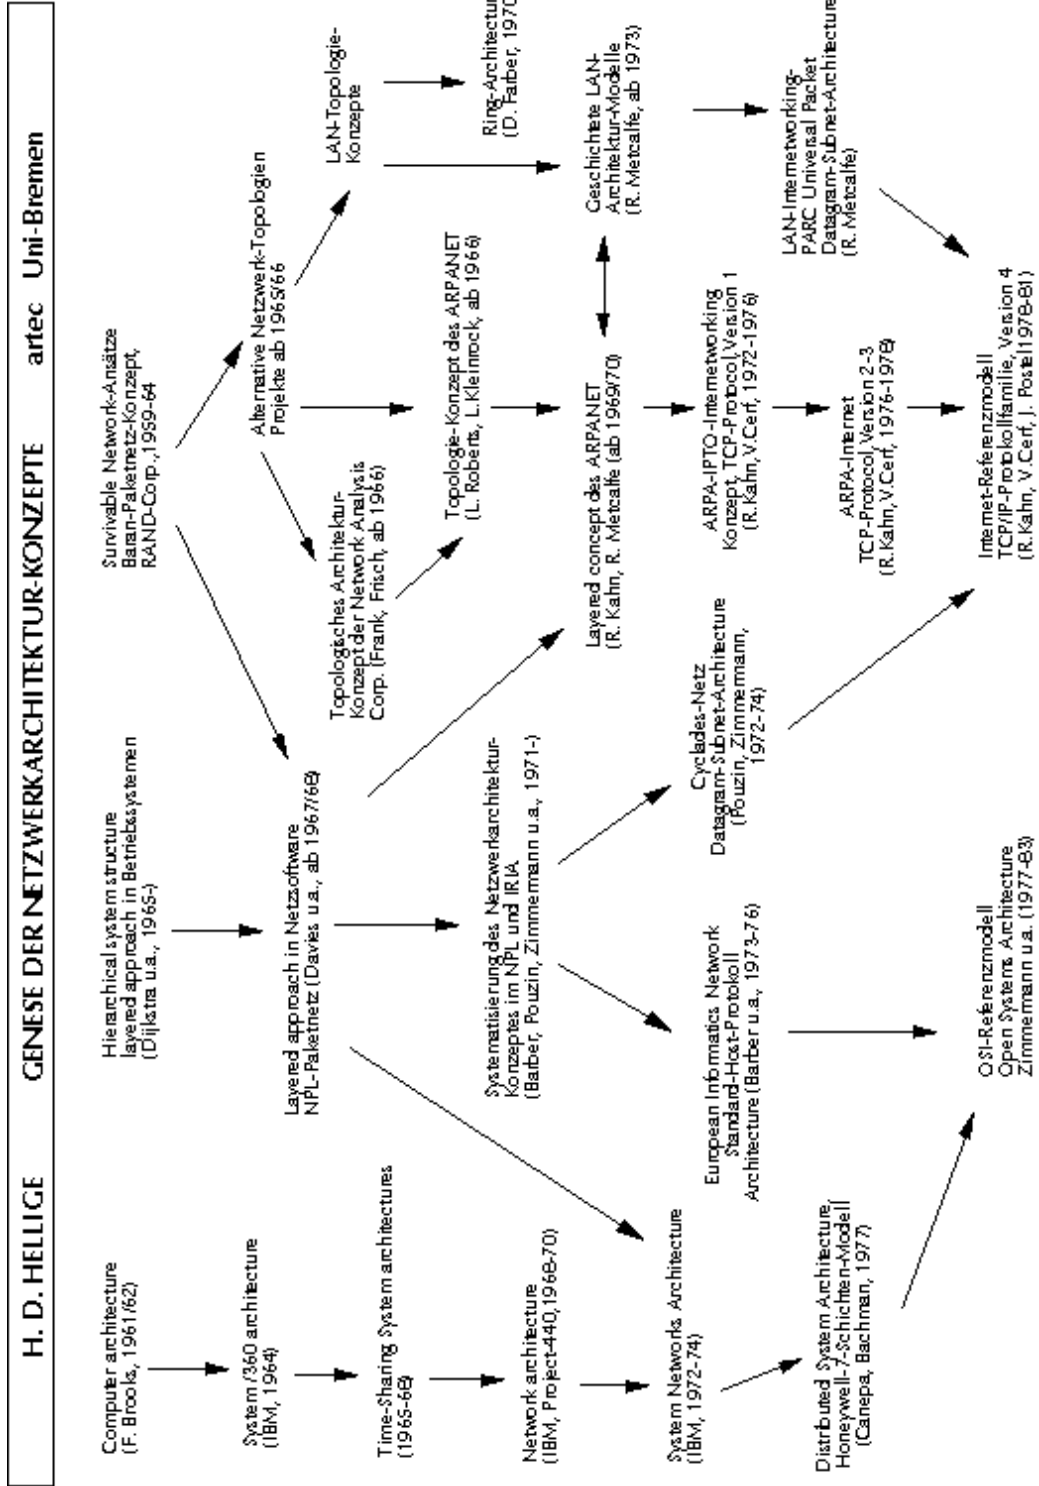 H. D. HELLIGE GENESE DER NETZWERKARCHITEKTUR-KONZEPTE artec Uni-Bremen
Computer architecture
(F. Brooks, 1961/62)
Hierarchical system structure
layered approach in Betriebssystemen
(Dijkstra u.a., 1965-)
Survivable Network-Ansätze
Baran-Paketnetz-Konzept,
RAND-Corp.,1959-64
System /360 architecture
(IBM, 1964)
Alternative Netzwerk-Topologien
Projekte ab 1965/66
LAN-Topologie-
Konzepte
Layered approach in Netzsoftware
NPL-Paketnetz (Davies u.a., ab 1967/68)
Topologisches Architektur-
Konzept der Network Analysis
Corp. (Frank, Frisch, ab 1966)
Time-Sharing System architectures
(1965-68)
Topologie-Konzept des ARPANET
(L. Roberts, L.Kleinrock, ab 1966)
Ring-Architecture
(D. Farber, 1970
Network architecture
(IBM, Project-440,1968-70)
Systematisierung des Netzwerkarchitektur-
Konzeptes im NPL und IRIA
(Barber, Pouzin, Zimmermann u.a., 1971-)
Layered concept des ARPANET
(R. Kahn, R. Metcalfe (ab 1969/70)
Geschichtete LAN-
Architektur-Modelle
(R. Metcalfe, ab 1973)
System Networks Architecture
(IBM, 1972-74)
European Informatics Network
Standard-Host-Protokoll
Architecture (Barber u.a., 1973-76)
Cyclades-Netz
Datagram-Subnet-Architecture
(Pouzin, Zimmermann,
1972-74)
ARPA-IPTO-Internetworking
Konzept, TCP-Protocol, Version 1
(R.Kahn, V.Cerf, 1972-1976)
LAN-Internetworking-
PARC Universal Packet
Datagram-Subnet-Architecture
(R. Metcalfe)
Distributed System Architecture,
Honeywell-7-Schichten-Modell
(Canepa, Bachman, 1977)
ARPA-Internet
TCP-Protocol, Version 2-3
(R.Kahn, V.Cerf, 1976-1978)
OSI-Referenzmodell
Open Systems Architecture
Zimmermann u.a. (1977-83)
Internet-Referenzmodell
TCP/IP-Protokollfamilie, Version 4
(R.Kahn, V.Cerf, J. Postel 1978-81)